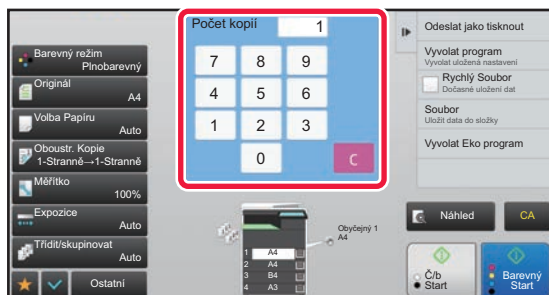 Počet kopií
1
7
8
9
4
5
6
1
2
3
0
C
Barevný režim
Plnobarevný
Originál
A4
Volba Papíru
Auto
Oboustr. Kopie
1-Stranně→1-Stranně
Měřítko
100%
Expozice
Auto
Třídit/skupinovat
Auto
Ostatní
Obyčejný 1
A4
1 A4
2 A4
3 B4
4 A3
Odeslat jako tisknout
Vyvolat program
Vyvolat uložená nastavení
Rychlý Soubor
Dočasné uložení dat
Soubor
Uložit data do složky
Vyvolat Eko program
Náhled
CA
Č/b
Start
Barevný
Start